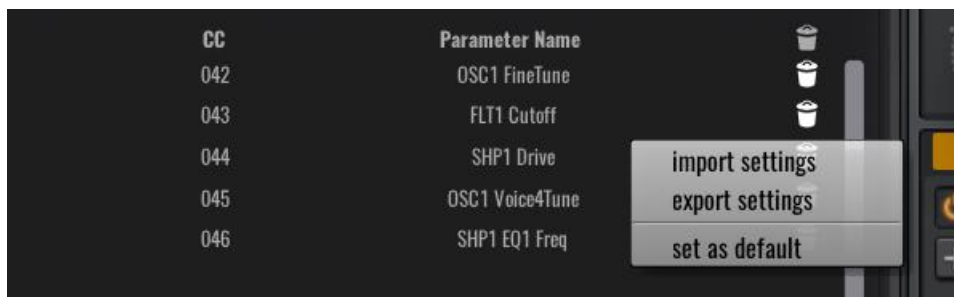 CC Parameter Name
042 OSC1 FineTune
043 FLT1 Cutoff
044 SHP1 Drive
045 OSC1 Voice4Tune
046 SHP1 EQ1 Freq
import settings
export settings
set as default